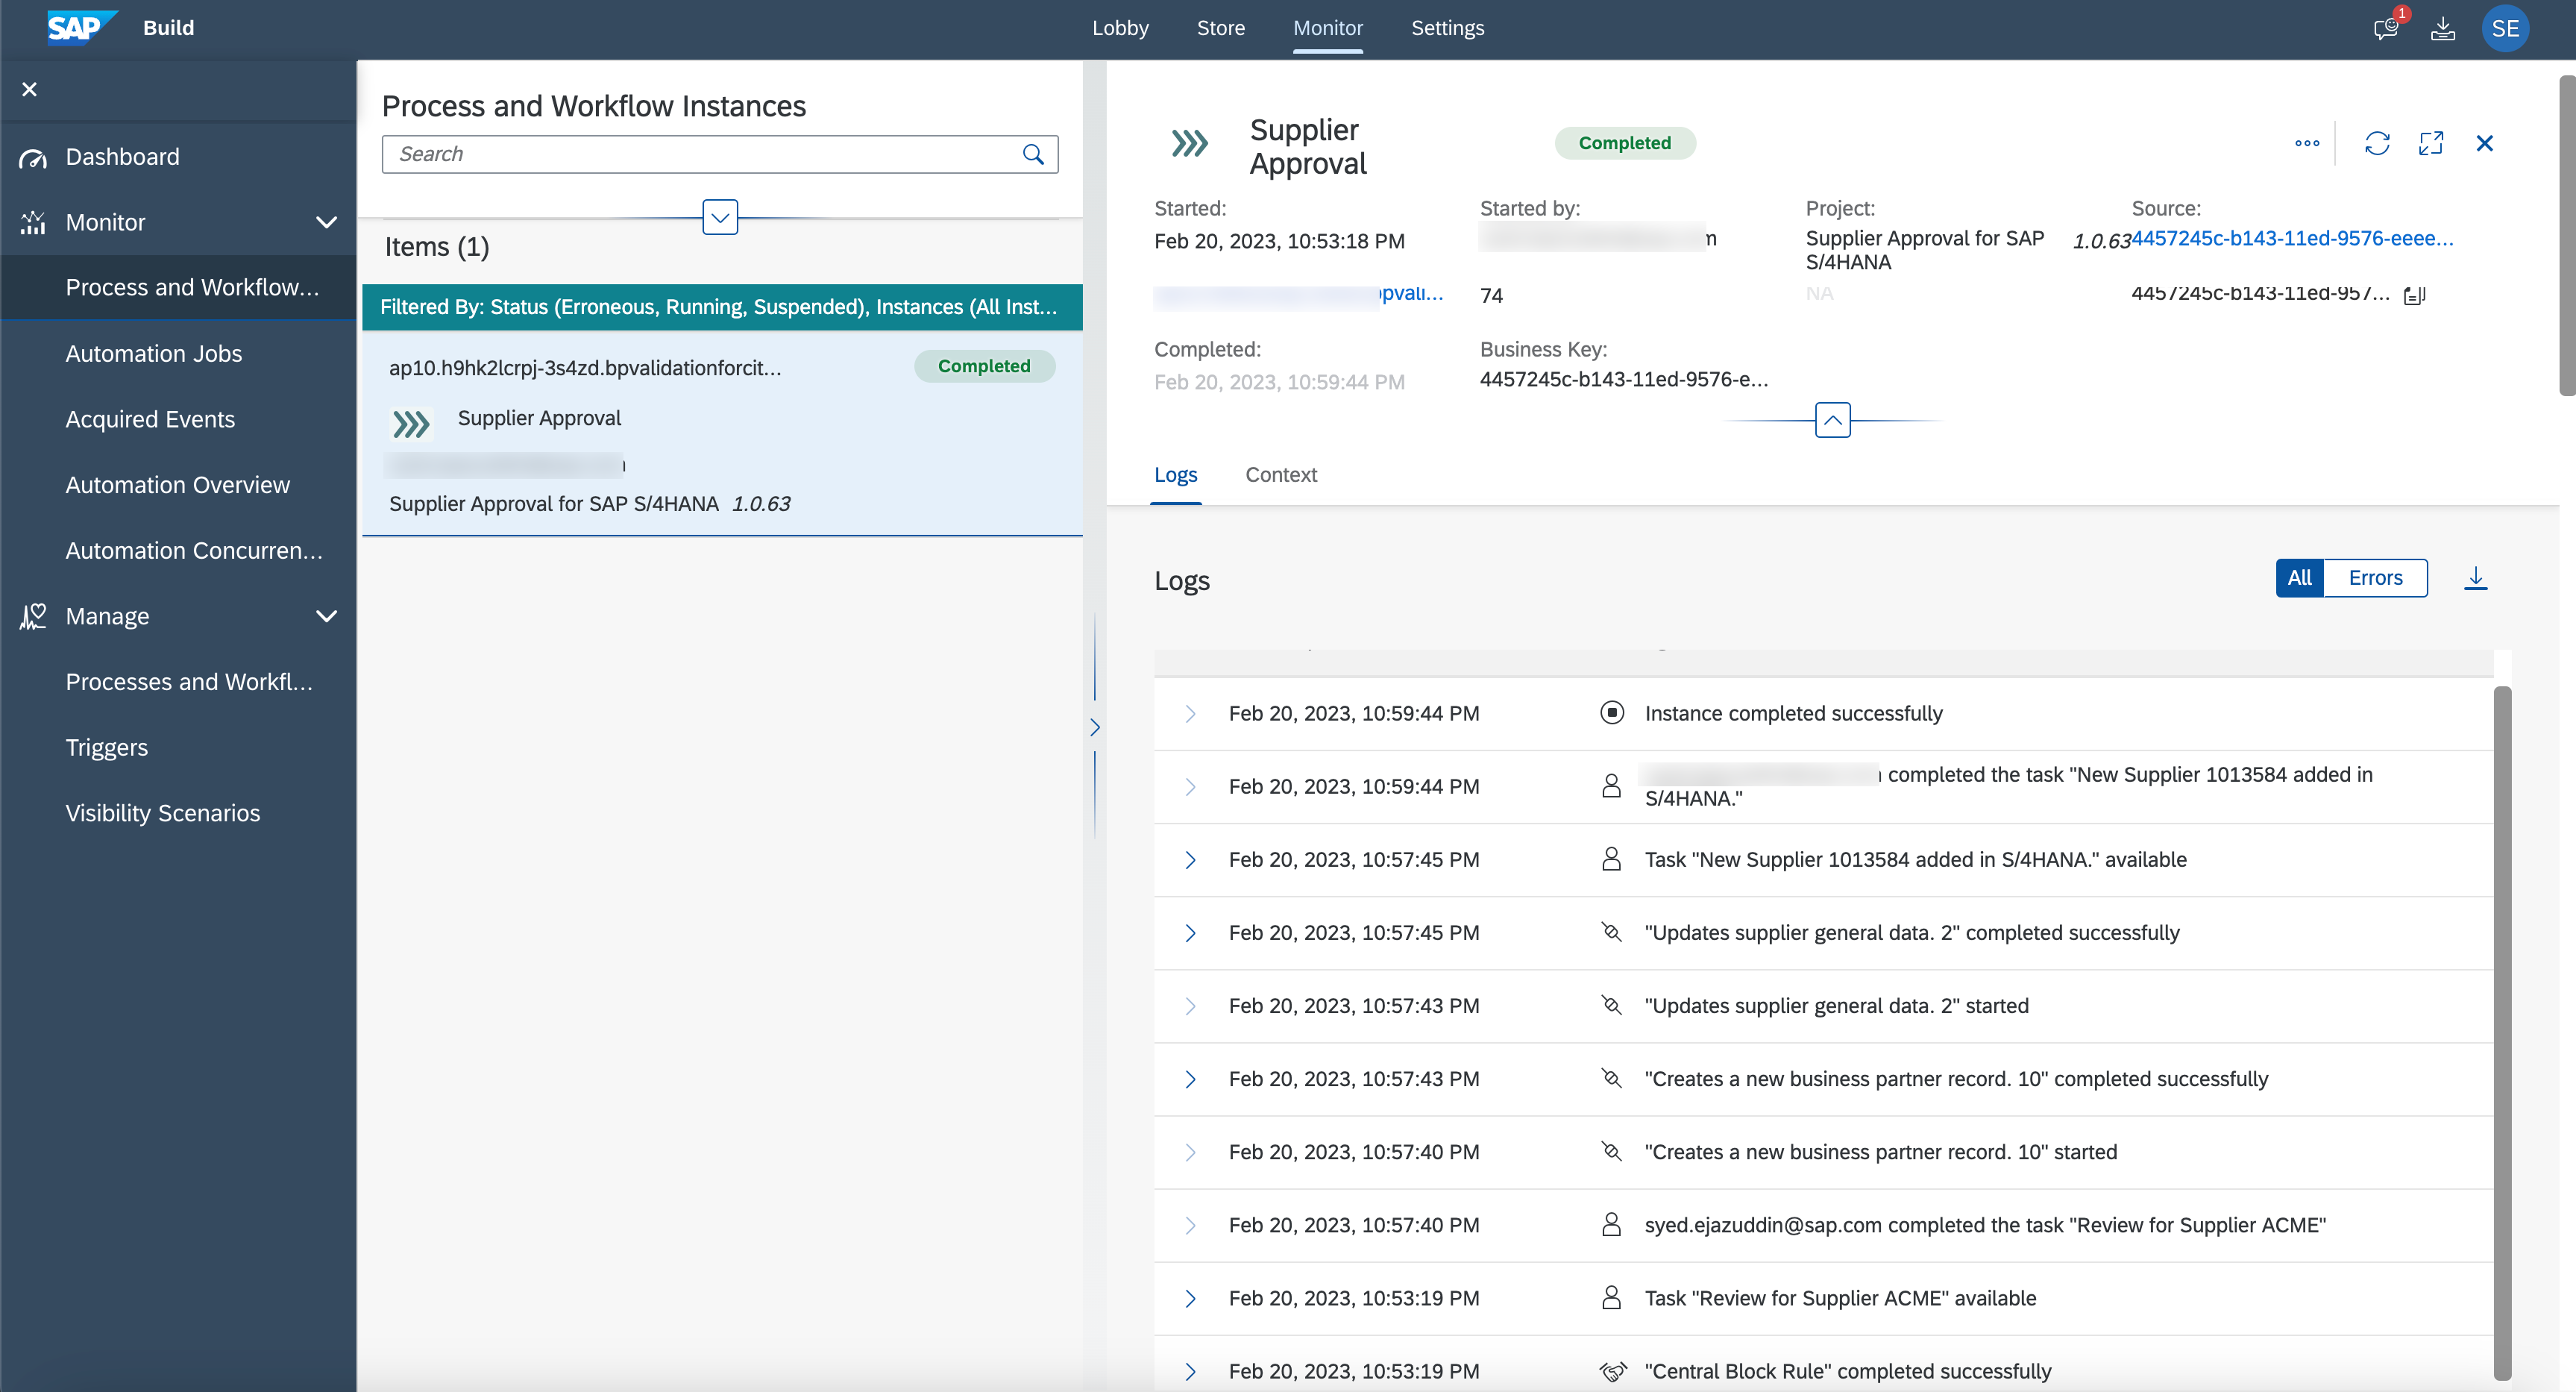 SAP Build
Lobby Store Monitor Settings
1
SE
Dashboard
Monitor
Process and Workflow...
Automation Jobs
Acquired Events
Automation Overview
Automation Concurren...
Manage
Processes and Workfl...
Triggers
Visibility Scenarios
Process and Workflow Instances
Search
Items (1)
Filtered By: Status (Erroneous, Running, Suspended), Instances (All Inst...
ap10.h9hk2lcrpj-3s4zd.bpvalidationforcit... Completed
Supplier Approval
Supplier Approval for SAP S/4HANA 1.0.63
Supplier
Approval
Completed
Started:
Feb 20, 2023, 10:53:18 PM
Started by:
Project:
Supplier Approval for SAP
S/4HANA
1.0.63
Source:
4457245c-b143-11ed-9576-eeee...
74
NA
4457245c-b143-11ed-957...
Completed:
Feb 20, 2023, 10:59:44 PM
Business Key:
4457245c-b143-11ed-9576-e...
Logs Context
Logs
All Errors
Feb 20, 2023, 10:59:44 PM Instance completed successfully
Feb 20, 2023, 10:59:44 PM completed the task "New Supplier 1013584 added in
S/4HANA."
Feb 20, 2023, 10:57:45 PM Task "New Supplier 1013584 added in S/4HANA." available
Feb 20, 2023, 10:57:45 PM "Updates supplier general data. 2" completed successfully
Feb 20, 2023, 10:57:43 PM "Updates supplier general data. 2" started
Feb 20, 2023, 10:57:43 PM "Creates a new business partner record. 10" completed successfully
Feb 20, 2023, 10:57:40 PM "Creates a new business partner record. 10" started
Feb 20, 2023, 10:57:40 PM syed.ejazuddin@sap.com completed the task "Review for Supplier ACME"
Feb 20, 2023, 10:53:19 PM Task "Review for Supplier ACME" available
Feb 20, 2023, 10:53:19 PM "Central Block Rule" completed successfully